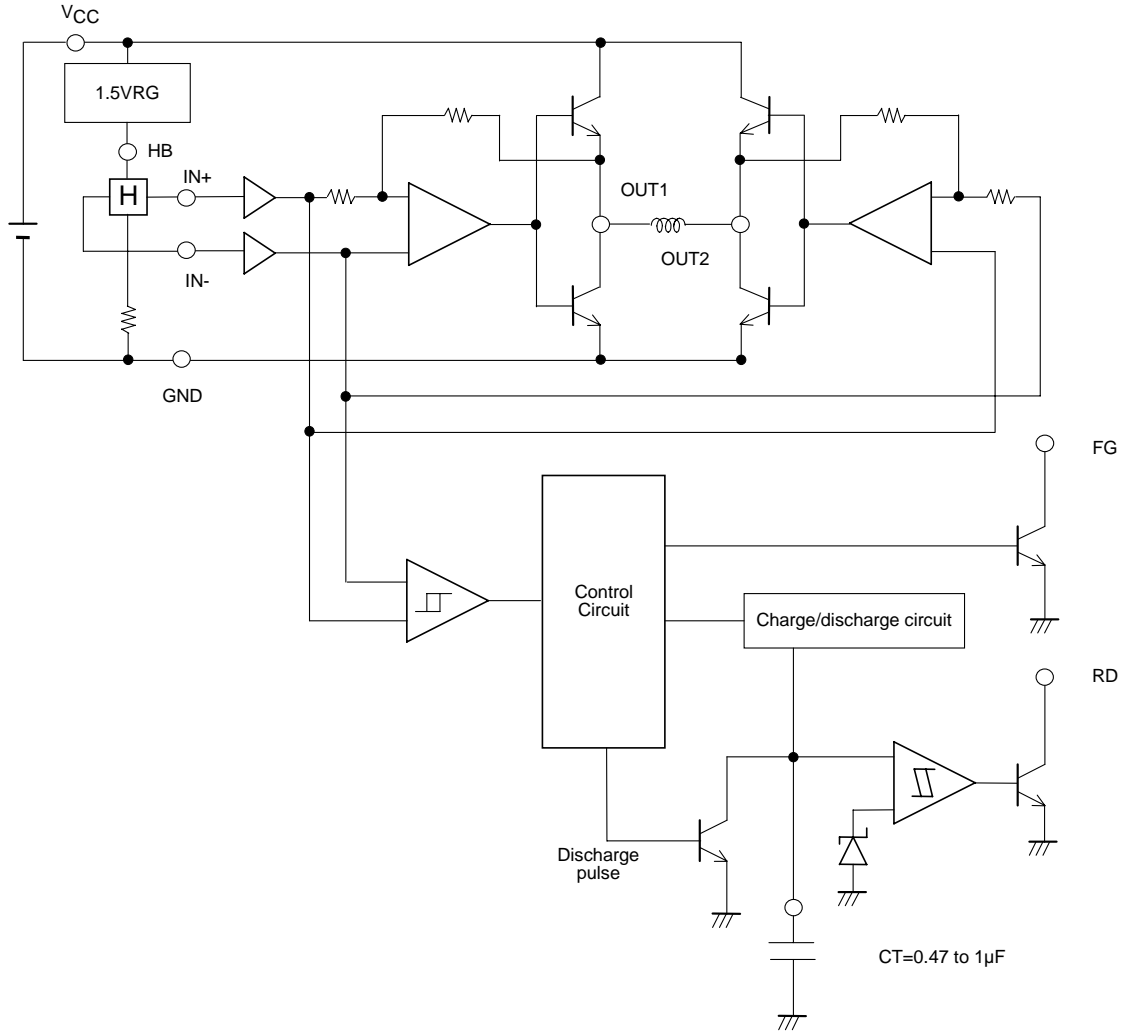 VCC
1.5VRG
HB
IN+
H
OUT1
OUT2
IN-
GND
FG
Control
Circuit
Charge/discharge circuit
RD
Discharge
pulse
CT=0.47 to 1µF